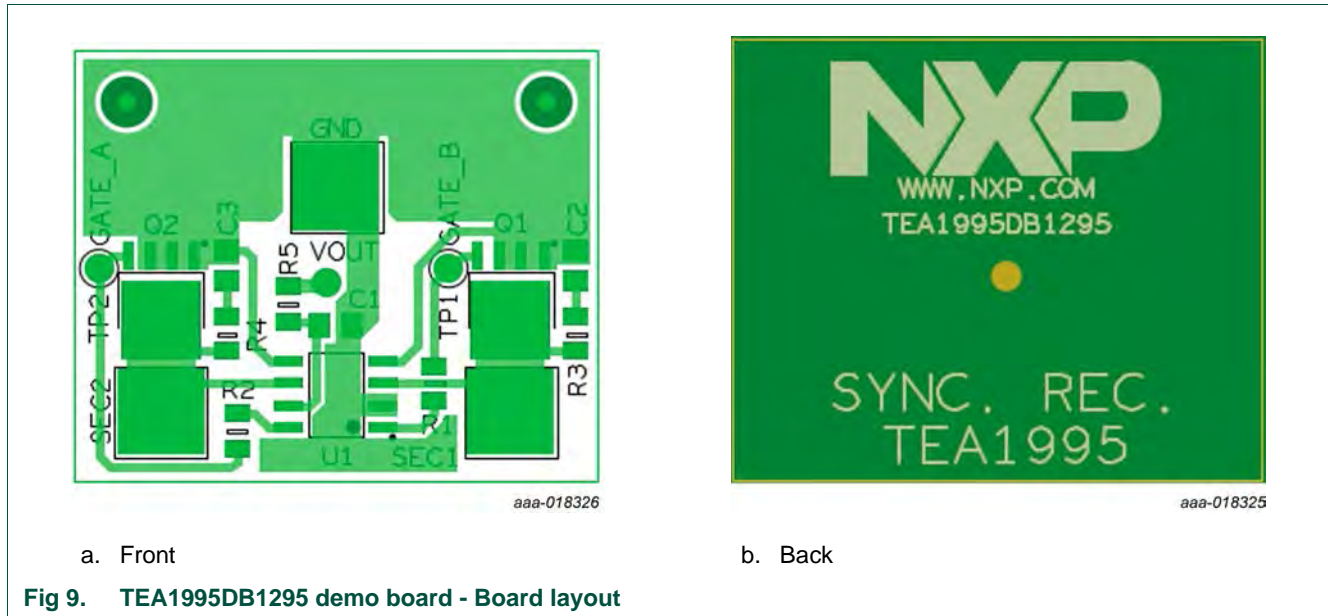 GND
GATE_A
GATE_B
Q2
C3
Q1
C2
R5
VOUT
TP2
C1
TP1
R4
R3
SEC2
R2
R1
U1
SEC1
aaa-018326
NXP
WWW.NXP.COM
TEA1995DB1295
SYNC. REC.
TEA1995
aaa-018325
a. Front
b. Back
Fig 9. TEA1995DB1295 demo board - Board layout